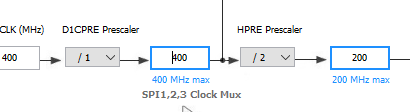 CLK (MHz) D1CPRE Prescaler HPRE Prescaler
400 / 1 400 / 2 200
400 MHz max 200 MHz max
SPI1,2,3 Clock Mux